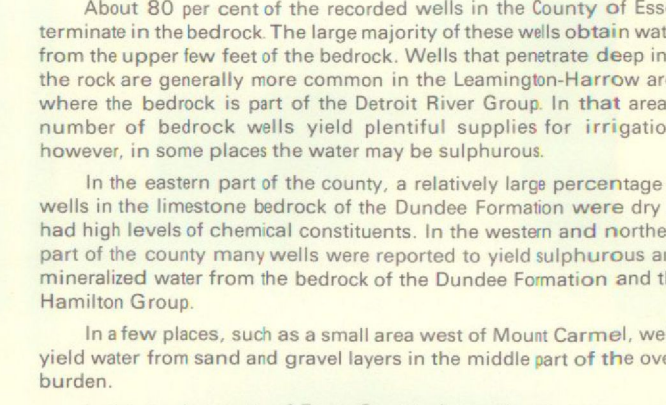 About 80 per cent of the recorded wells in the County of Esse
terminate in the bedrock. The large majority of these wells obtain wat
from the upper few feet of the bedrock. Wells that penetrate deep in
the rock are generally more common in the Leamington-Harrow ar
where the bedrock is part of the Detroit River Group. In that area
number of bedrock wells yield plentiful supplies for irrigatio
however, in some places the water may be sulphurous.
In the eastern part of the county, a relatively large percentage
wells in the limestone bedrock of the Dundee Formation were dry
had high levels of chemical constituents. In the western and northe
part of the county many wells were reported to yield sulphurous an
mineralized water from the bedrock of the Dundee Formation and th
Hamilton Group.
In a few places, such as a small area west of Mount Carmel, we
yield water from sand and gravel layers in the middle part of the ove
burden.